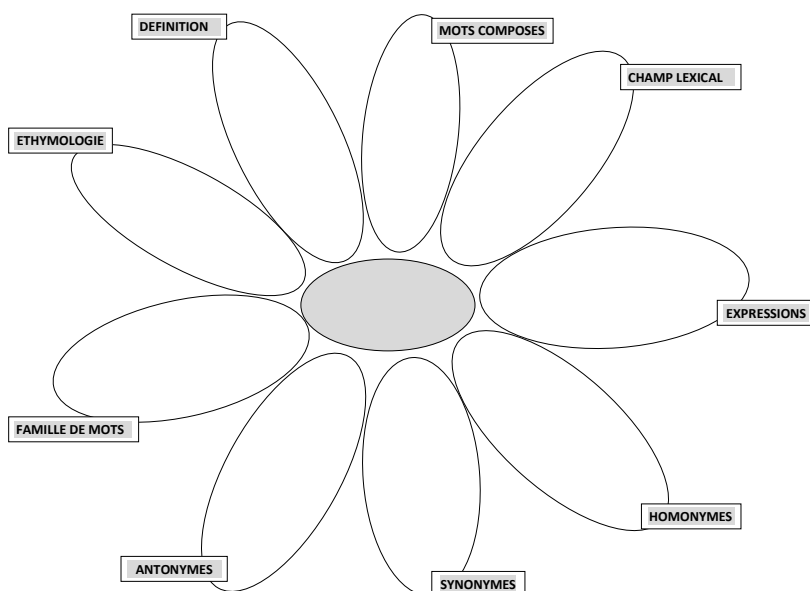 DEFINITION
MOTS COMPOSES
CHAMP LEXICAL
ETHYMOLOGIE
EXPRESSIONS
FAMILLE DE MOTS
HOMONYMES
ANTONYMES
SYNONYMES